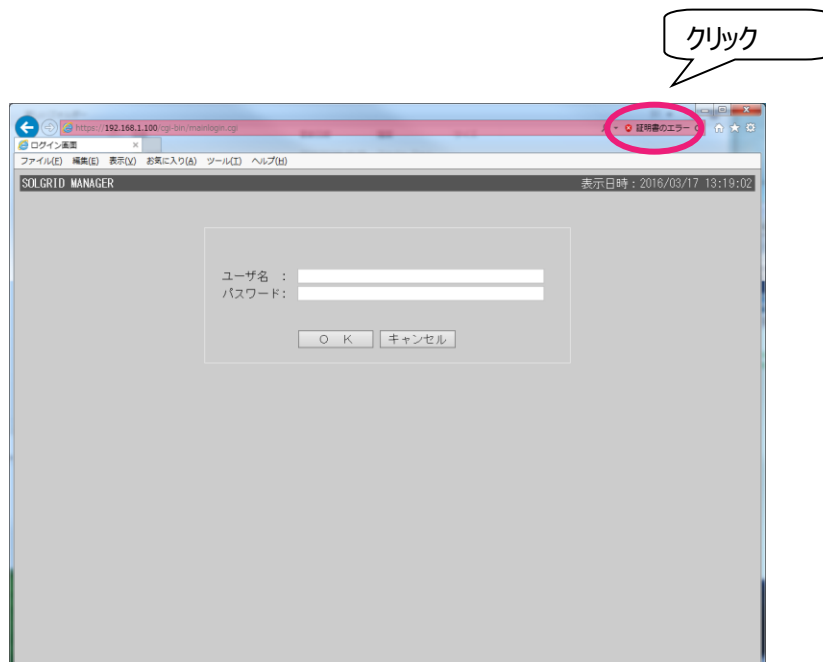 クリック
https://192.168.1.100/cgi-bin/mainlogin.cgi
証明書のエラー
ログイン画面
ファイル(F) 編集(E) 表示(V) お気に入り(A) ツール(T) ヘルプ(H)
SOLGRID MANAGER 表示日時：2016/03/17 13:19:02
ユーザ名 :
パスワード:
Ｏ Ｋ キャンセル